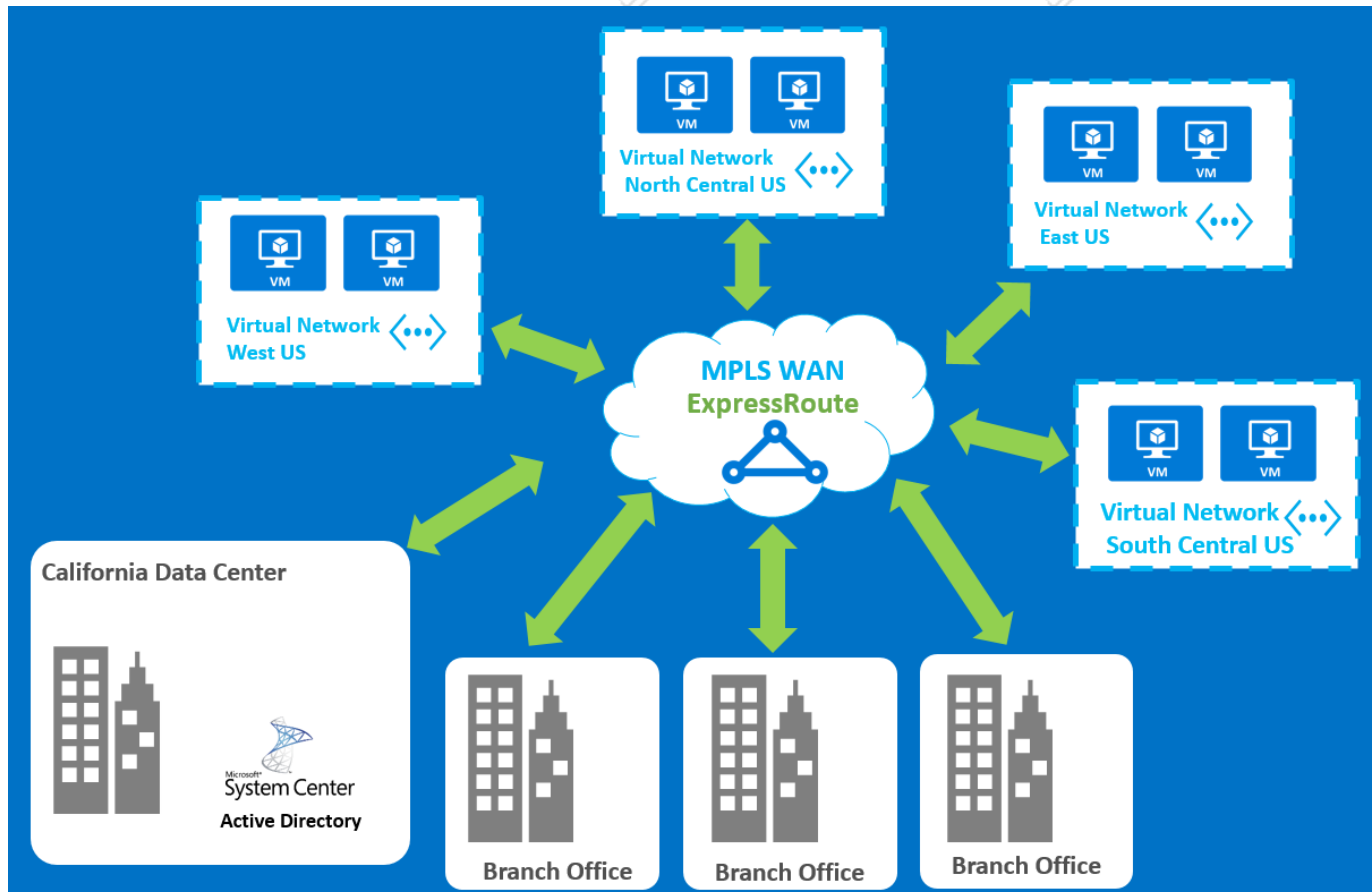 VM
VM
Virtual Network
North Central US
VM
VM
Virtual Network
East US
VM
VM
Virtual Network
West US
MPLS WAN
ExpressRoute
VM
VM
Virtual Network
South Central US
California Data Center
Microsoft®
System Center
Active Directory
Branch Office
Branch Office
Branch Office